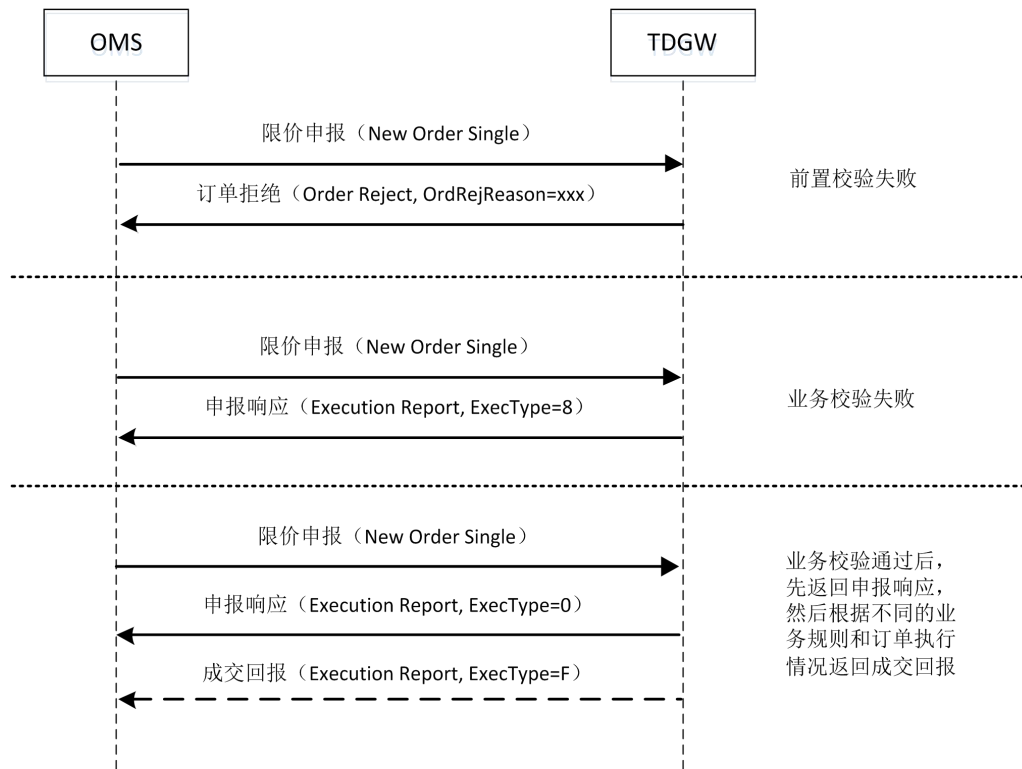 OMS
TDGW
限价申报（New Order Single）
订单拒绝（Order Reject, OrdRejReason=xxx）
前置校验失败
限价申报（New Order Single）
申报响应（Execution Report, ExecType=8）
业务校验失败
限价申报（New Order Single）
申报响应（Execution Report, ExecType=0）
成交回报（Execution Report, ExecType=F）
业务校验通过后，
先返回申报响应，
然后根据不同的业
务规则和订单执行
情况返回成交回报